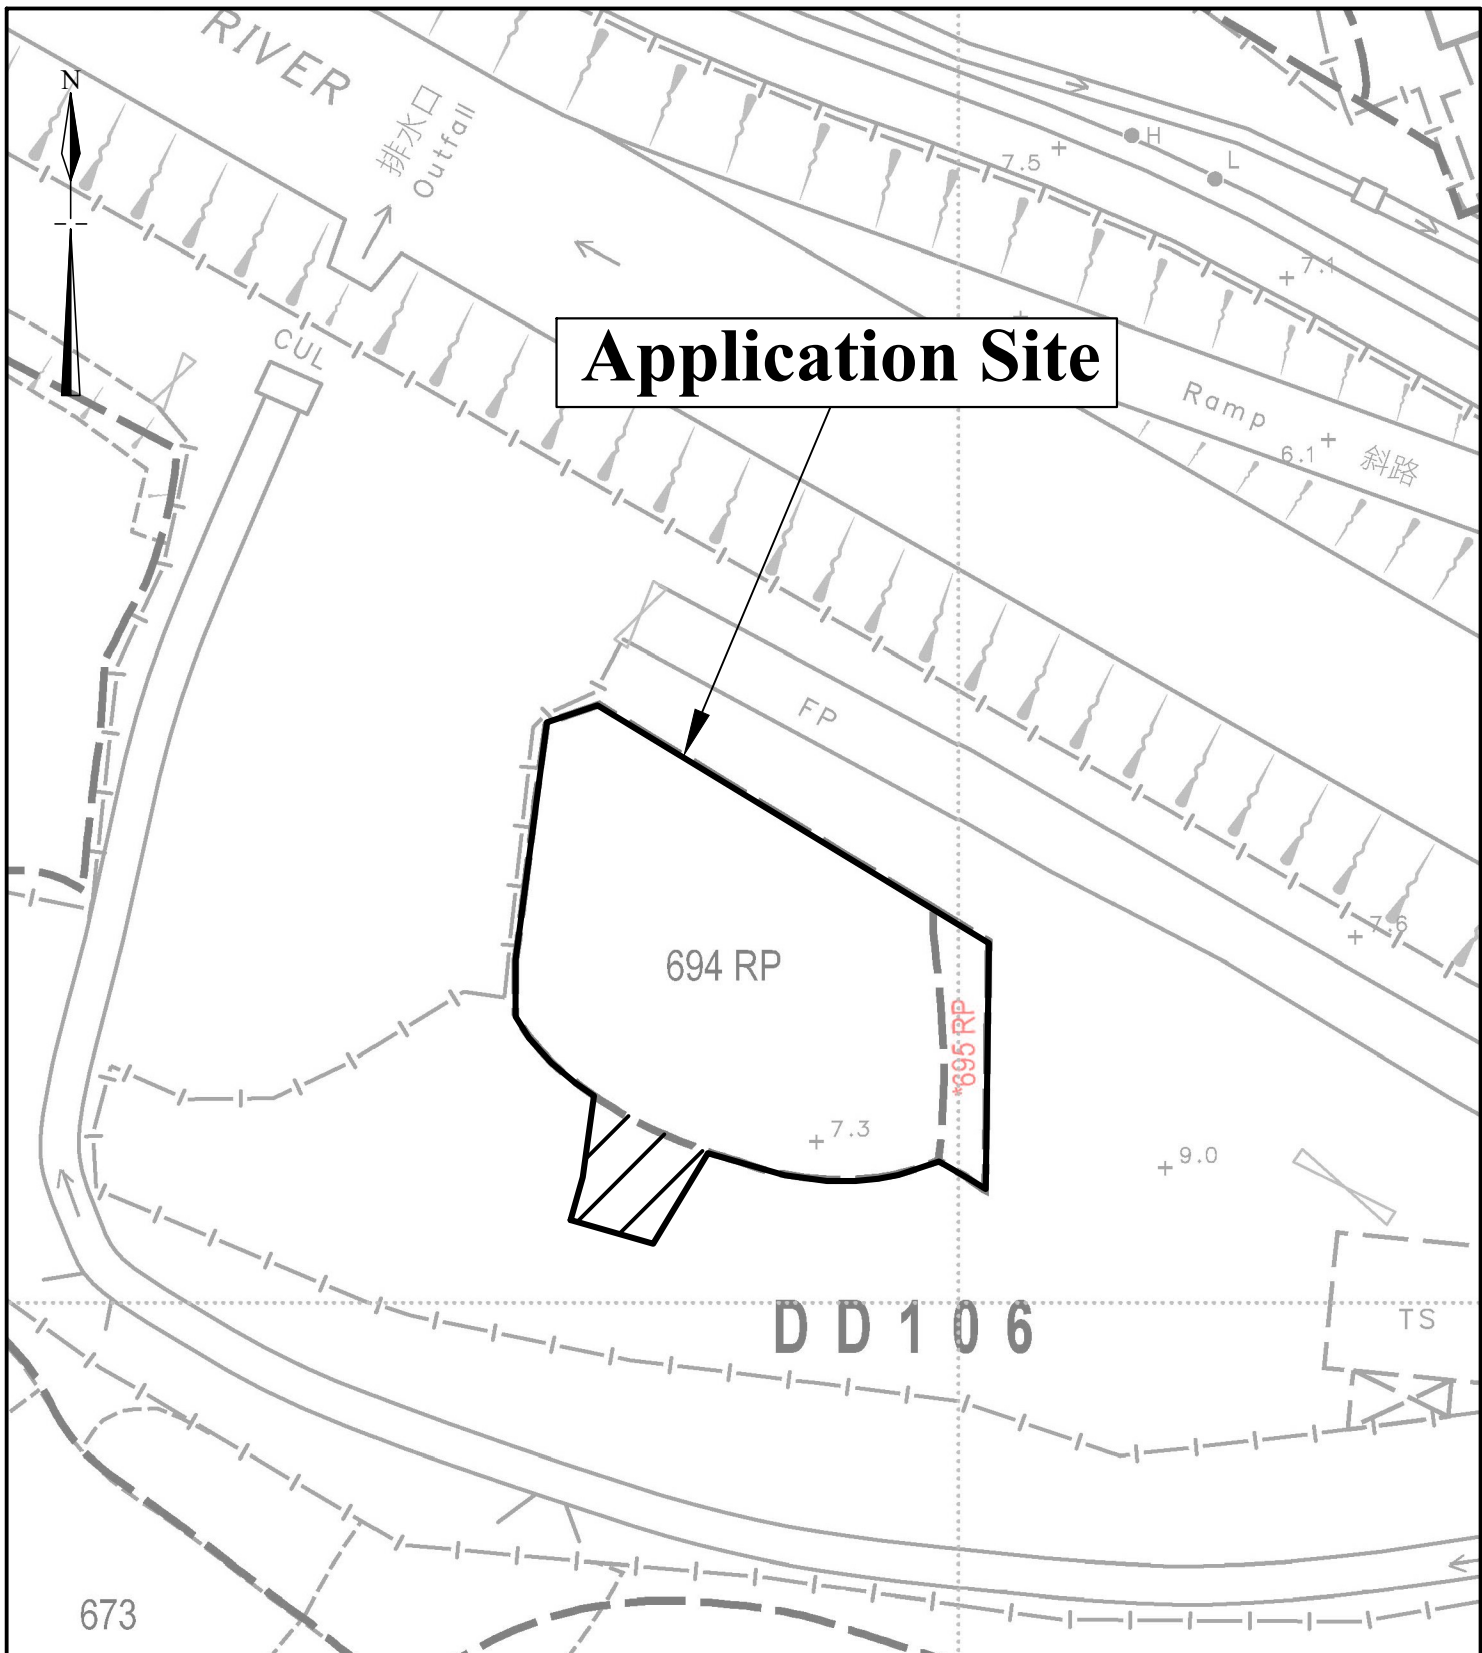 RIVER
N
排水口
Outfall
H
7.5
L
7.1
CUL
Application Site
Ramp
6.1
斜路
FP
7.6
694 RP
*695 RP
7.3
9.0
DD106
TS
673